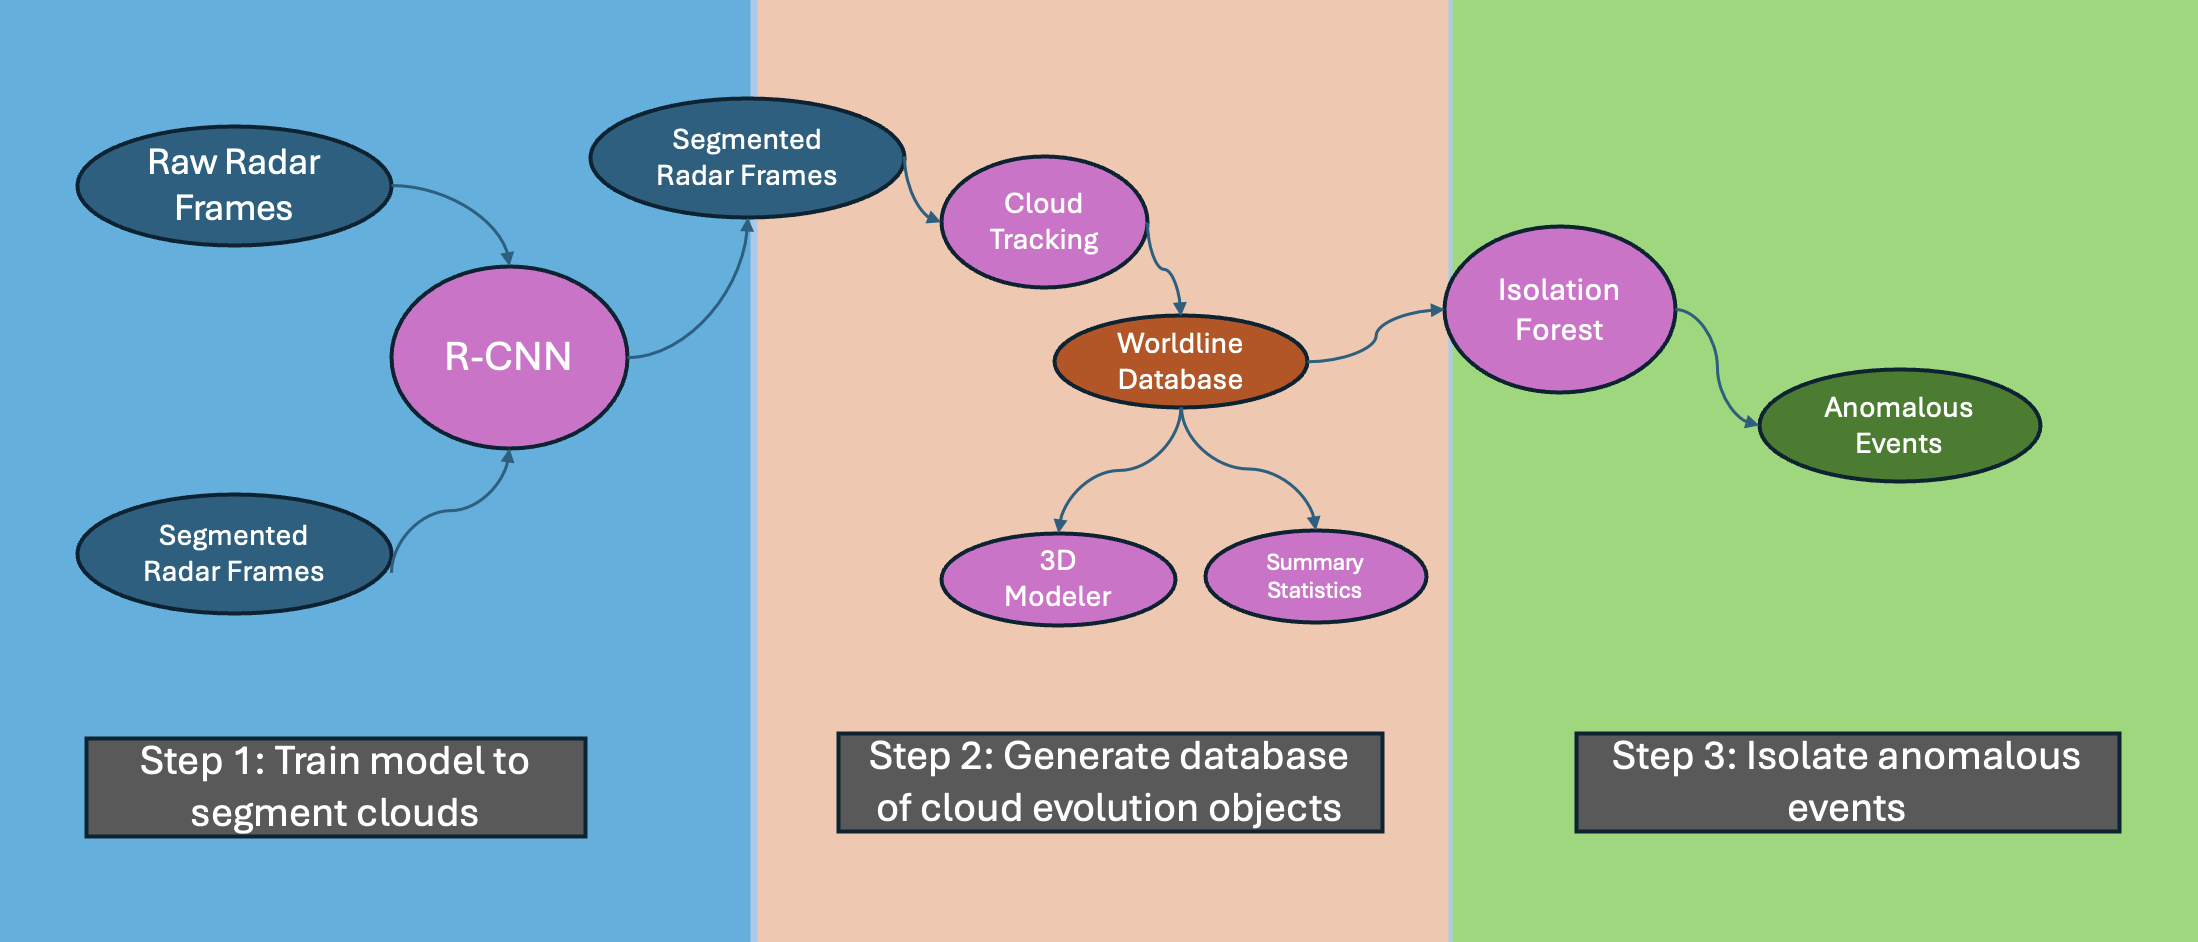 Raw Radar
Frames
R-CNN
Segmented
Radar Frames
Segmented
Radar Frames
Cloud
Tracking
Worldline
Database
3D
Modeler
Summary
Statistics
Isolation
Forest
Anomalous
Events
Step 1: Train model to
segment clouds
Step 2: Generate database
of cloud evolution objects
Step 3: Isolate anomalous
events